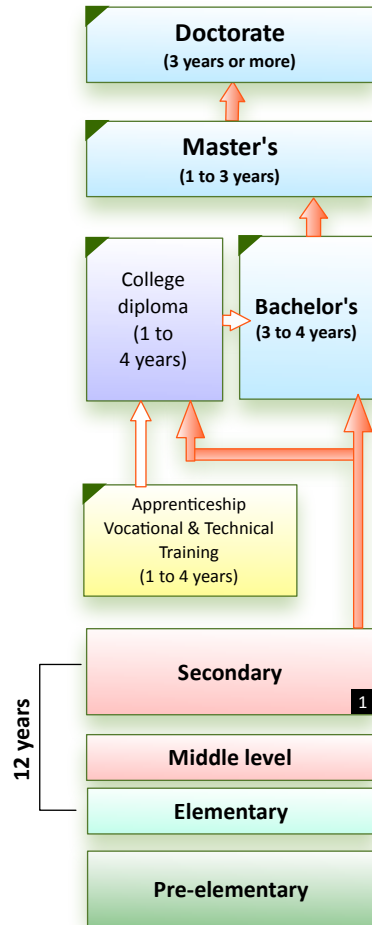 Doctorate
(3 years or more)
Master's
(1 to 3 years)
College
diploma
(1 to
4 years)
Bachelor's
(3 to 4 years)
Apprenticeship
Vocational & Technical
Training
(1 to 4 years)
Secondary
1
12 years
Middle level
Elementary
Pre-elementary